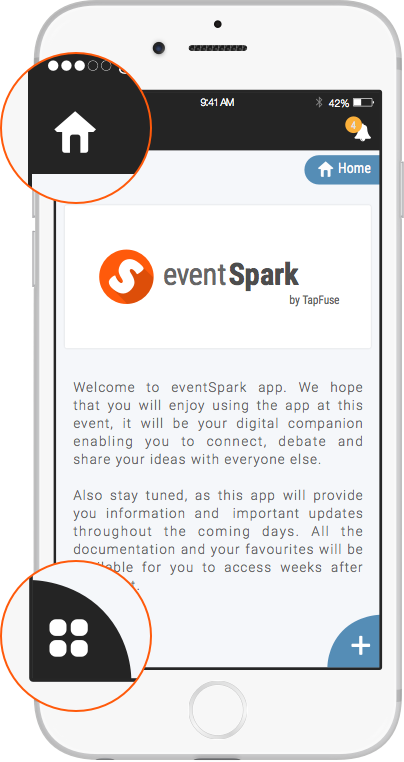 9:41 AM
42%
4
Home
eventSpark
by TapFuse
Welcome to eventSpark app. We hope
that you will enjoy using the app at this
event, it will be your digital companion
enabling you to connect, debate and
share your ideas with everyone else.
Also stay tuned, as this app will provide
you information and important updates
throughout the coming days. All the
documentation and your favourites will be
for you to access weeks after